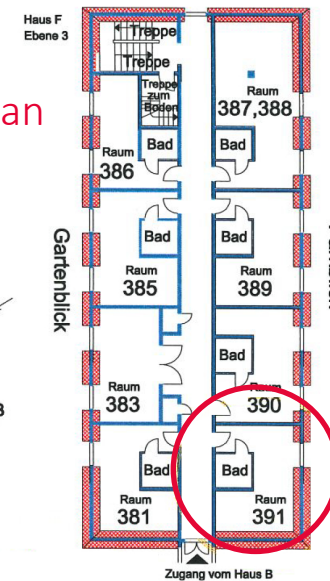 Haus F
Ebene 3
an
Treppe
Treppe
Treppe
zum
Boden
Bad
Bad
Raum
387,388
Raum
386
Bad
Bad
Raum
385
Raum
389
Gartenblick
Raum
383
Bad
Raum
390
Bad
Bad
Raum
381
Raum
391
Zugang vom Haus B